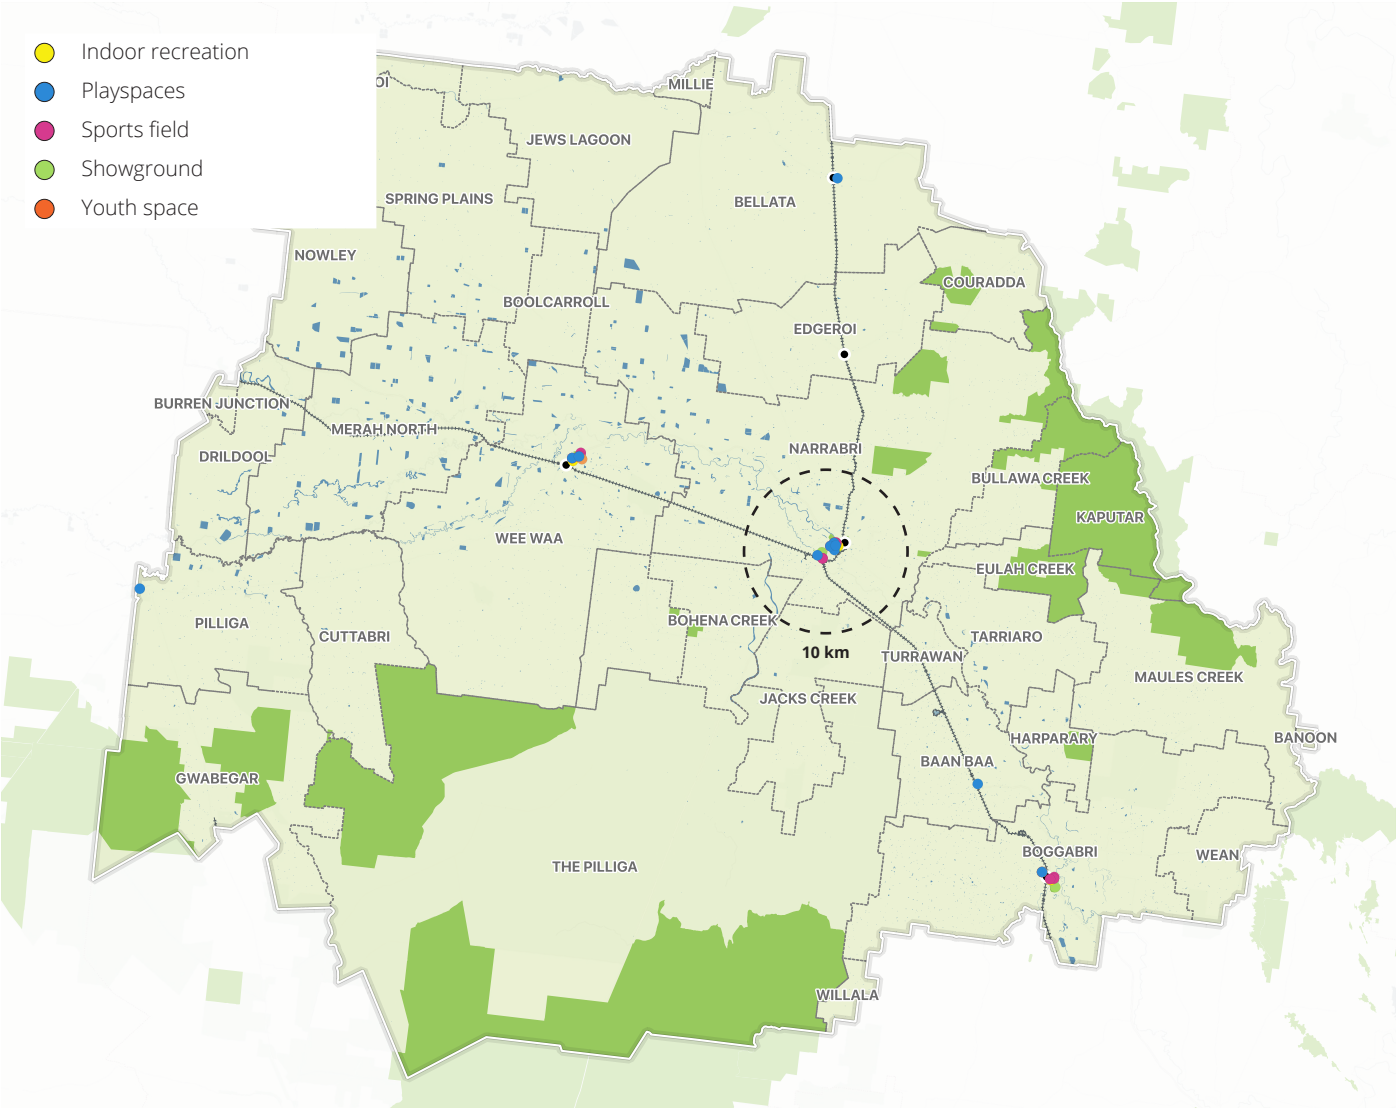 Indoor recreation
Playspaces
Sports field
Showground
Youth space
OI
MILLIE
JEWS LAGOON
SPRING PLAINS
BELLATA
NOWLEY
COURADDA
BOOLCARROLL
EDGEROI
BURREN JUNCTION
MERAH NORTH
NARRABRI
DRILDOOL
BULLAWA CREEK
KAPUTAR
WEE WAA
EULAH CREEK
BOHENA CREEK
PILLIGA
CUTTABRI
TARRIARO
10 km
TURRAWAN
MAULES CREEK
JACKS CREEK
HARPARARY
BANOON
BAAN BAA
GWABEGAR
BOGGABRI
WEAN
THE PILLIGA
WILLALA